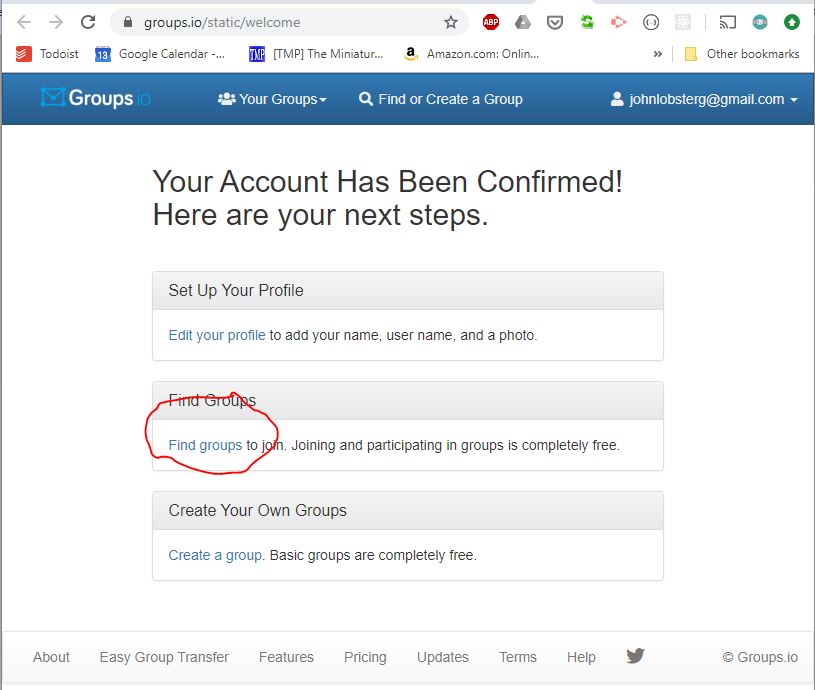 groups.io/static/welcome
ABP
Todoist
13 Google Calendar -...
TMP [TMP] The Miniatur...
a Amazon.com: Onlin...
» Other bookmarks
Groups.io
Your Groups
Find or Create a Group
johnlobsterg@gmail.com
Your Account Has Been Confirmed!
Here are your next steps.
Set Up Your Profile
Edit your profile to add your name, user name, and a photo.
Find Groups
Find groups to join. Joining and participating in groups is completely free.
Create Your Own Groups
Create a group. Basic groups are completely free.
About Easy Group Transfer Features Pricing Updates Terms Help © Groups.io